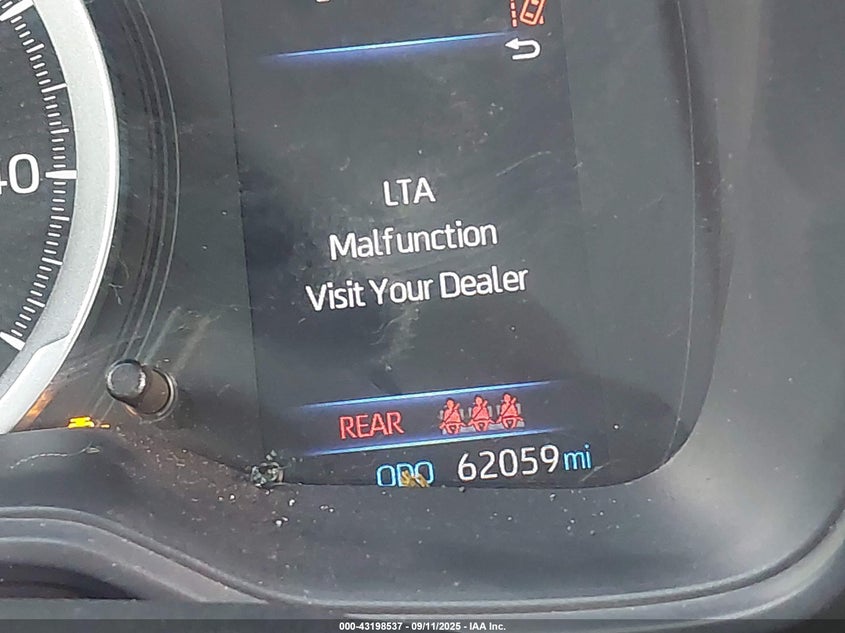 LTA
Malfunction
Visit Your Dealer
REAR
ODO 62059 mi
000-43198537 - 09/11/2025 - IAA Inc.